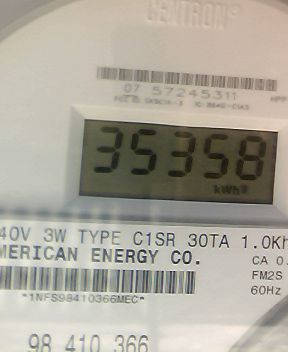 CENTRON®
07 57245311
35358
kWh
40V 3W TYPE C1SR 30TA 1.0Kh
MERICAN ENERGY CO.
CA 0.
FM2S
60Hz
*1NFS98410366MEC*
98 410 366